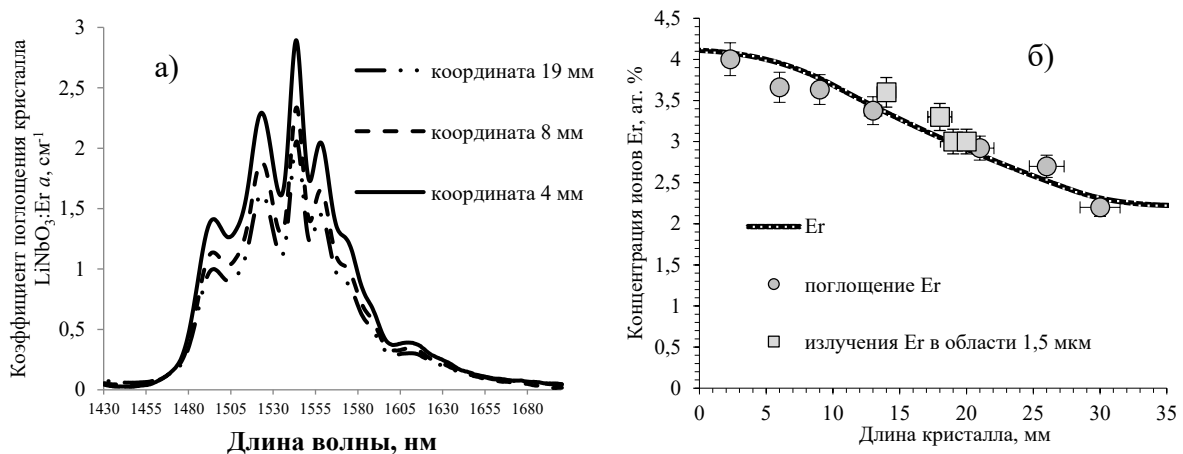 Коэффициент поглощения кристалла
LiNbO₃:Er a, см⁻¹
3
2,5
2
1,5
1
0,5
0
а)
координата 19 мм
координата 8 мм
координата 4 мм
1430 1455 1480 1505 1530 1555 1580 1605 1630 1655 1680
Длина волны, нм
Концентрация ионов Er, ат. %
4,5
4
3,5
3
2,5
2
1,5
1
0,5
0
б)
Er
поглощение Er
излучения Er в области 1,5 мкм
0 5 10 15 20 25 30 35
Длина кристалла, мм